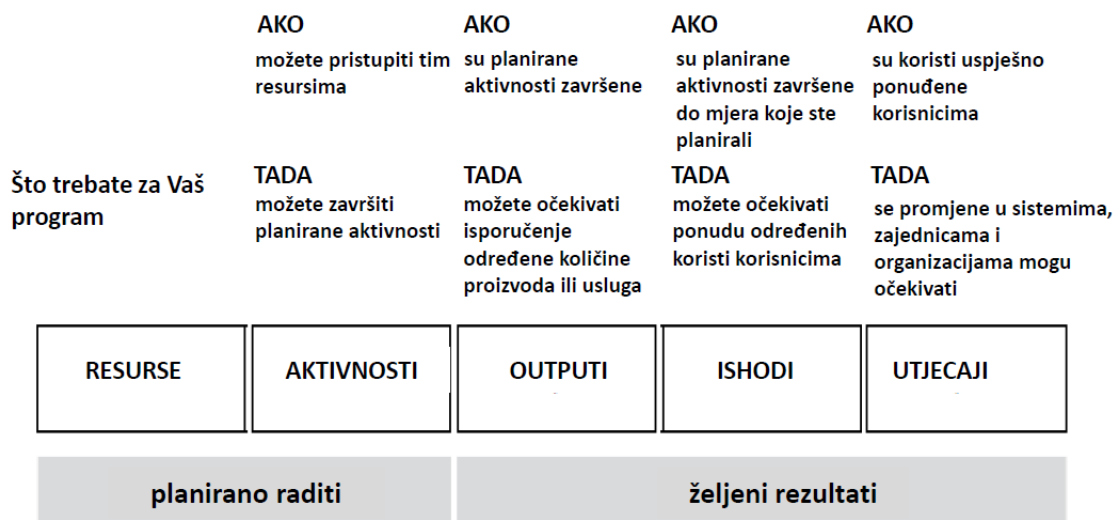 AKO
možete pristupiti tim
resursima
AKO
su planirane
aktivnosti završene
AKO
su planirane
aktivnosti završene
do mjera koje ste
planirali
AKO
su koristi uspješno
ponuđene
korisnicima
Što trebate za Vaš
program
TADA
možete završiti
planirane aktivnosti
TADA
možete očekivati
isporučenje
određene količine
proizvoda ili usluga
TADA
možete očekivati
ponudu određenih
koristi korisnicima
TADA
se promjene u sistemima,
zajednicama i
organizacijama mogu
očekivati
RESURSE
AKTIVNOSTI
OUTPUTI
ISHODI
UTJECAJI
planirano raditi
željeni rezultati